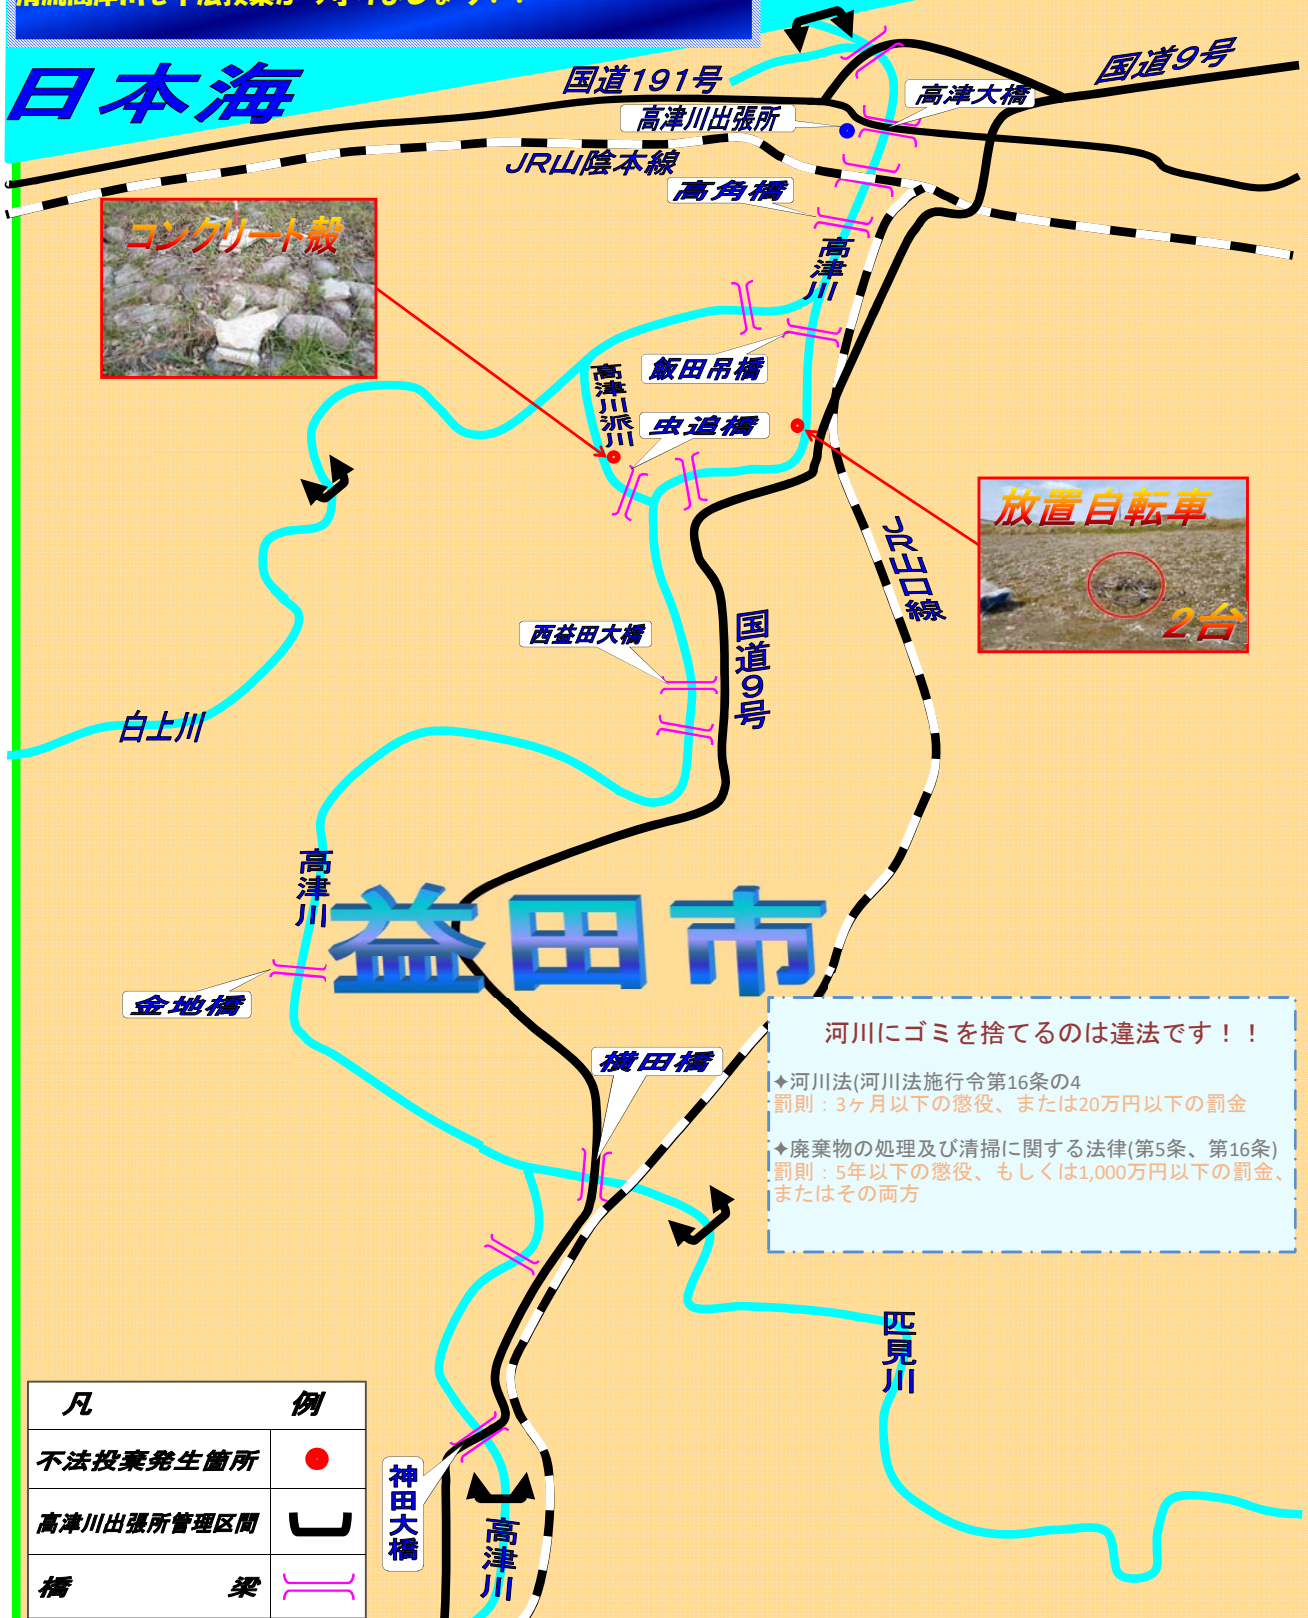 日本海
国道191号
国道9号
高津大橋
高津川出張所
JR山陰本線
高角橋
コンクリート殻
高津川
飯田吊橋
高津川派川
虫追橋
放置自転車
2台
JR山口線
西益田大橋
国道9号
白上川
高津川
益田市
金地橋
河川にゴミを捨てるのは違法です！！
✦河川法(河川法施行令第16条の4
罰則：3ヶ月以下の懲役、または20万円以下の罰金
✦廃棄物の処理及び清掃に関する法律(第5条、第16条)
罰則：5年以下の懲役、もしくは1,000万円以下の罰金、
またはその両方
横田橋
匹見川
凡 例
不法投棄発生箇所
高津川出張所管理区間
橋 梁
神田大橋
高津川